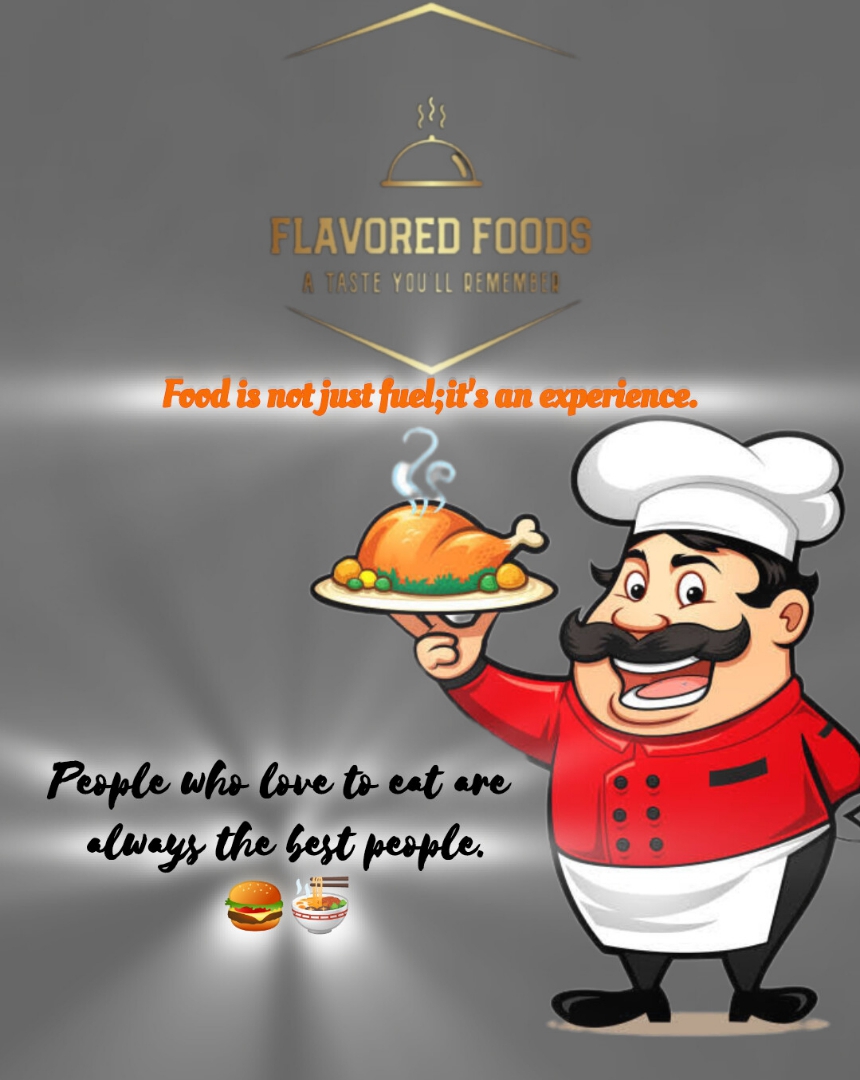 FLAVORED FOODS
A TASTE YOU LL REMEMBER
Food is not just fuel;it's an experience.
People who love to eat are
always the best people.